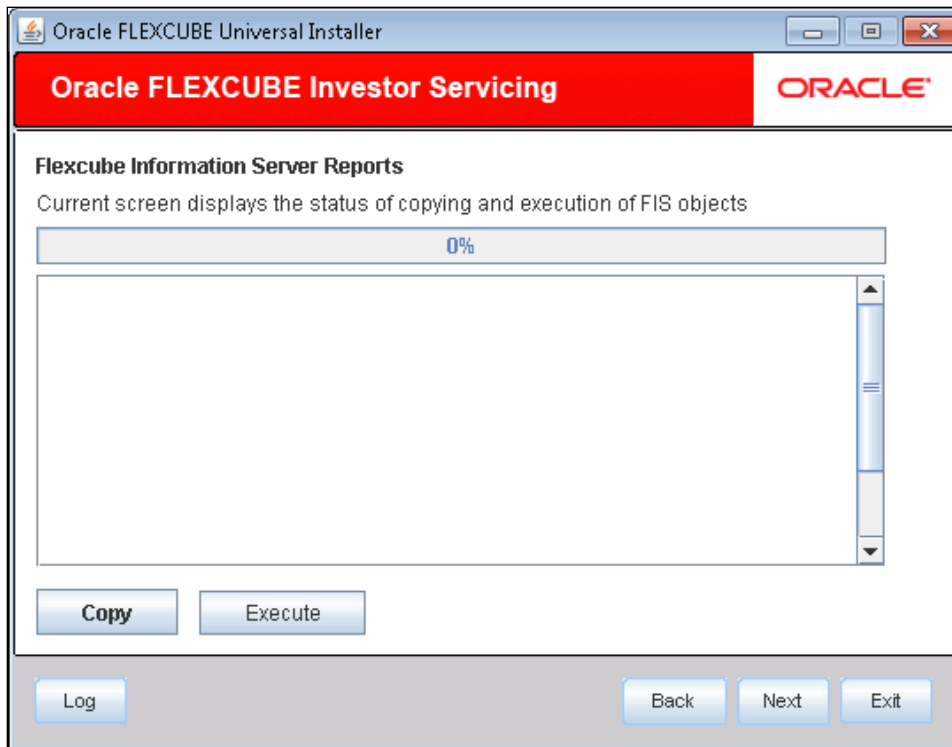 Oracle FLEXCUBE Universal Installer
Oracle FLEXCUBE Investor Servicing
ORACLE
Flexcube Information Server Reports
Current screen displays the status of copying and execution of FIS objects
0%
Copy Execute
Log Back Next Exit